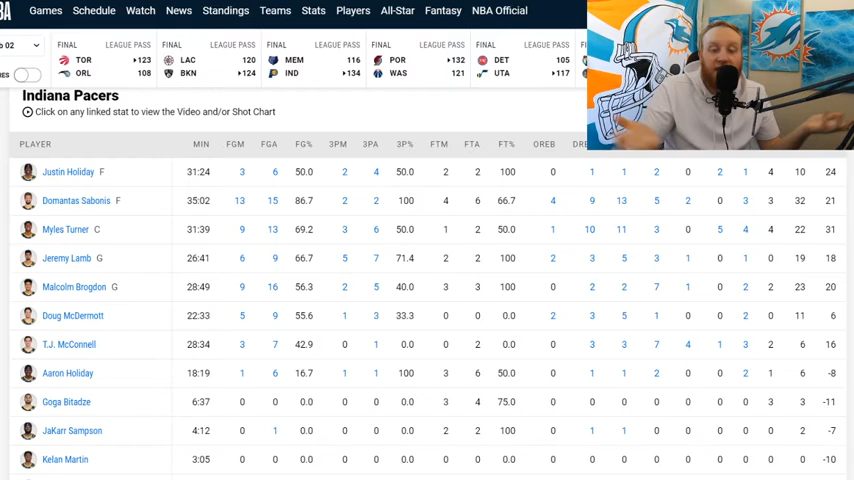 BA Games Schedule Watch News Standings Teams Stats Players All-Star Fantasy NBA Official
02 FINAL LEAGUE PASS FINAL LEAGUE PASS FINAL LEAGUE PASS FINAL LEAGUE PASS FINAL LEAGUE PASS
TOR 123 LAC 120 MEM 116 POR 132 DET 105
RES ORL 108 BKN 124 IND 134 WAS 121 UTA 117
Indiana Pacers
Click on any linked stat to view the Video and/or Shot Chart
PLAYER MIN FGM FGA FG% 3PM 3PA 3P% FTM FTA FT% OREB DRE
Justin Holiday F 31:24 3 6 50.0 2 4 50.0 2 2 100 0 1 1 2 0 2 1 4 10 24
Domantas Sabonis F 35:02 13 15 86.7 2 2 100 4 6 66.7 4 9 13 5 2 0 3 3 32 21
Myles Turner C 31:39 9 13 69.2 3 6 50.0 1 2 50.0 1 10 11 3 0 5 4 4 22 31
Jeremy Lamb G 26:41 6 9 66.7 5 7 71.4 2 2 100 2 3 5 3 1 0 1 0 19 18
Malcolm Brogdon G 28:49 9 16 56.3 2 5 40.0 3 3 100 0 2 2 7 1 0 2 2 23 20
Doug McDermott 22:33 5 9 55.6 1 3 33.3 0 0 0.0 2 3 5 1 0 0 2 0 11 6
T.J. McConnell 28:34 3 7 42.9 0 1 0.0 0 2 0.0 0 3 3 7 4 1 3 2 6 16
Aaron Holiday 18:19 1 6 16.7 1 1 100 3 6 50.0 0 1 1 2 0 0 2 1 6 -8
Goga Bitadze 6:37 0 0 0.0 0 0 0.0 3 4 75.0 0 0 0 0 0 0 0 3 3 -11
JaKarr Sampson 4:12 0 1 0.0 0 0 0.0 2 2 100 0 1 1 0 0 0 0 0 2 -7
Kelan Martin 3:05 0 0 0.0 0 0 0.0 0 0 0.0 0 0 0 0 0 0 0 0 0 -10